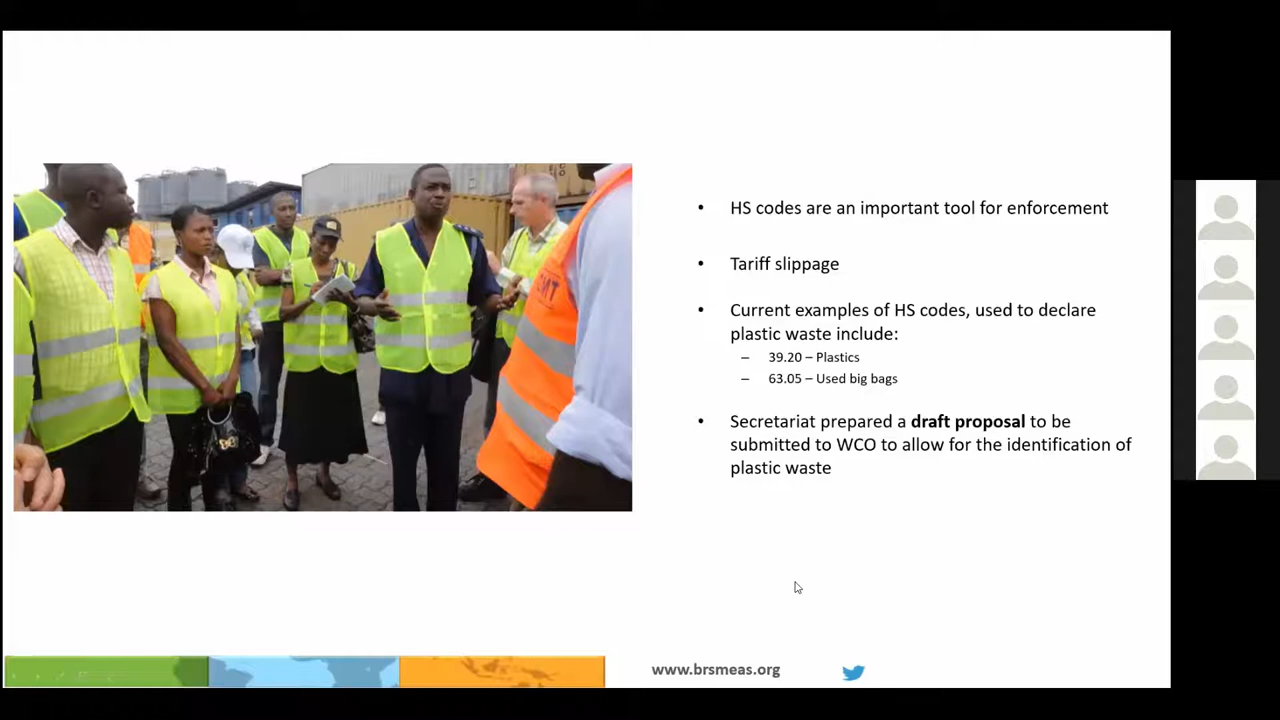 • HS codes are an important tool for enforcement
• Tariff slippage
• Current examples of HS codes, used to declare
plastic waste include:
– 39.20 – Plastics
– 63.05 – Used big bags
• Secretariat prepared a draft proposal to be
submitted to WCO to allow for the identification of
plastic waste
www.brsmeas.org